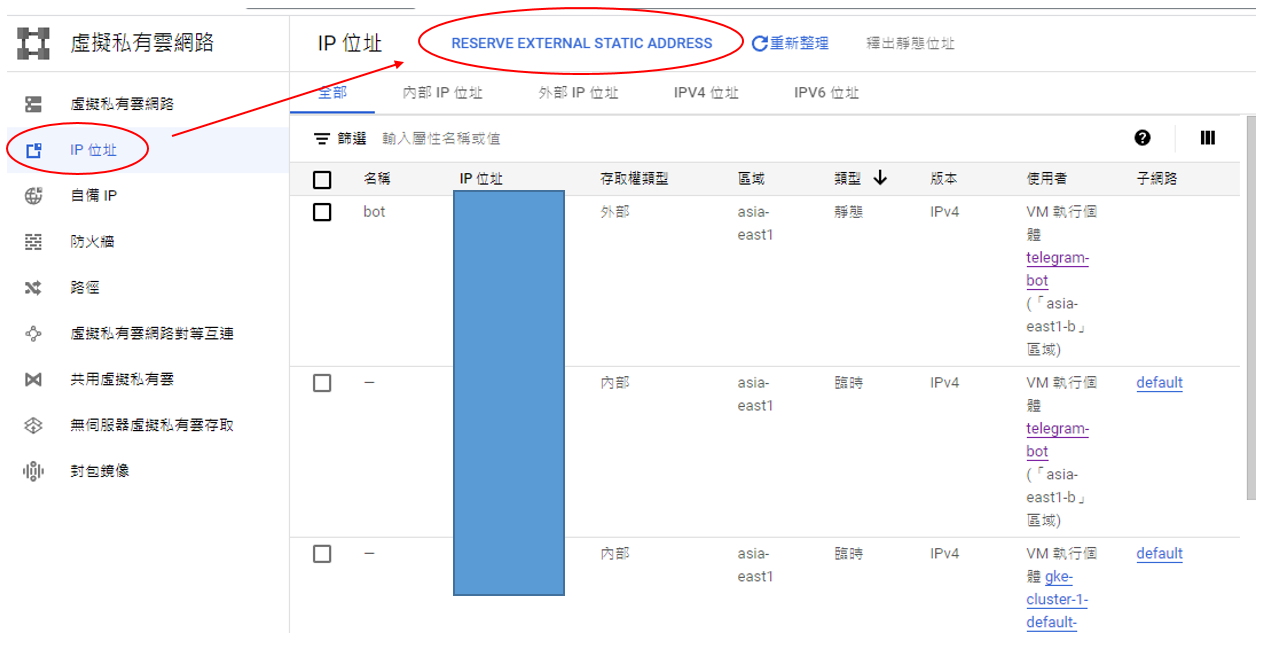 虛擬私有雲網路
IP 位址
RESERVE EXTERNAL STATIC ADDRESS
重新整理
釋出靜態位址
虛擬私有雲網路
IP 位址
自備 IP
防火牆
路徑
虛擬私有雲網路對等互連
共用虛擬私有雲
無伺服器虛擬私有雲存取
封包鏡像
全部
內部 IP 位址
外部 IP 位址
IPV4 位址
IPV6 位址
篩選
輸入屬性名稱或值
名稱
IP 位址
存取權類型
區域
類型
版本
使用者
子網路
bot
外部
asia-
east1
靜態
IPv4
VM 執行個
體
telegram-
bot
(「asia-
east1-b」
區域)
–
內部
asia-
east1
臨時
IPv4
VM 執行個
體
telegram-
bot
(「asia-
east1-b」
區域)
default
–
內部
asia-
east1
臨時
IPv4
VM 執行個
體 gke-
cluster-1-
default-
default